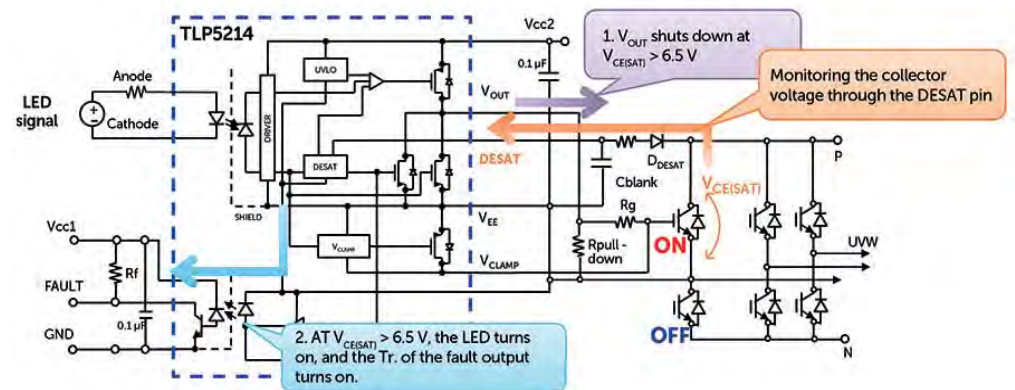 TLP5214
Vcc2
1. VOUT shuts down at
VCE(SAT) > 6.5 V
Monitoring the collector
voltage through the DESAT pin
0.1 µF
UVLO
Anode
LED
signal
Cathode
DRIVER
VOUT
DESAT
DESAT
DDESAT
P
Cblank
VCE(SAT)
Rg
SHIELD
VEE
ON
Rpull -
down
UVW
Vcc1
VCLAMP
VCLAMP
Rf
FAULT
0.1 µF
GND
OFF
N
2. AT VCE(SAT) > 6.5 V, the LED turns
on, and the Tr. of the fault output
turns on.